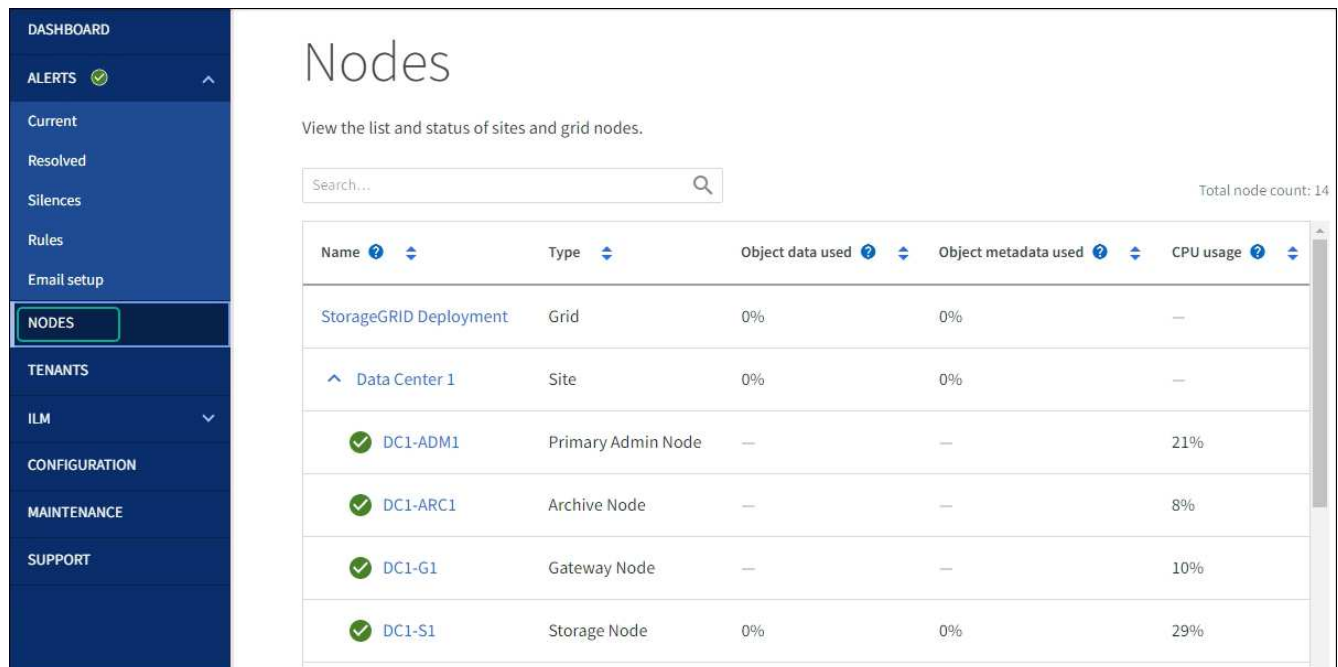 DASHBOARD
ALERTS
Current
Resolved
Silences
Rules
Email setup
NODES
TENANTS
ILM
CONFIGURATION
MAINTENANCE
SUPPORT
Nodes
View the list and status of sites and grid nodes.
Search...
Total node count: 14
Name Type Object data used Object metadata used CPU usage
StorageGRID Deployment Grid 0% 0% —
Data Center 1 Site 0% 0% —
DC1-ADM1 Primary Admin Node — — 21%
DC1-ARC1 Archive Node — — 8%
DC1-G1 Gateway Node — — 10%
DC1-S1 Storage Node 0% 0% 29%